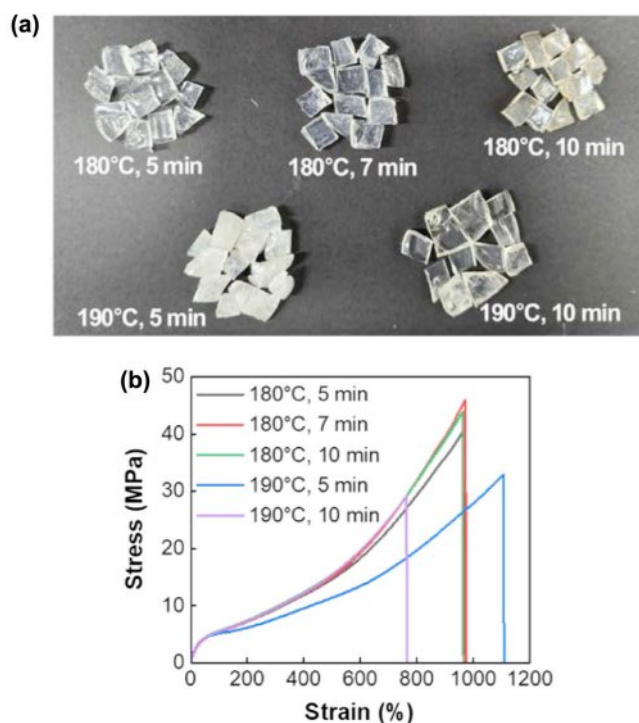 (a)
180°C, 5 min
180°C, 7 min
180°C, 10 min
190°C, 5 min
190°C, 10 min
(b)
50
40
30
20
10
0
Stress (MPa)
180°C, 5 min
180°C, 7 min
180°C, 10 min
190°C, 5 min
190°C, 10 min
0 200 400 600 800 1000 1200
Strain (%)